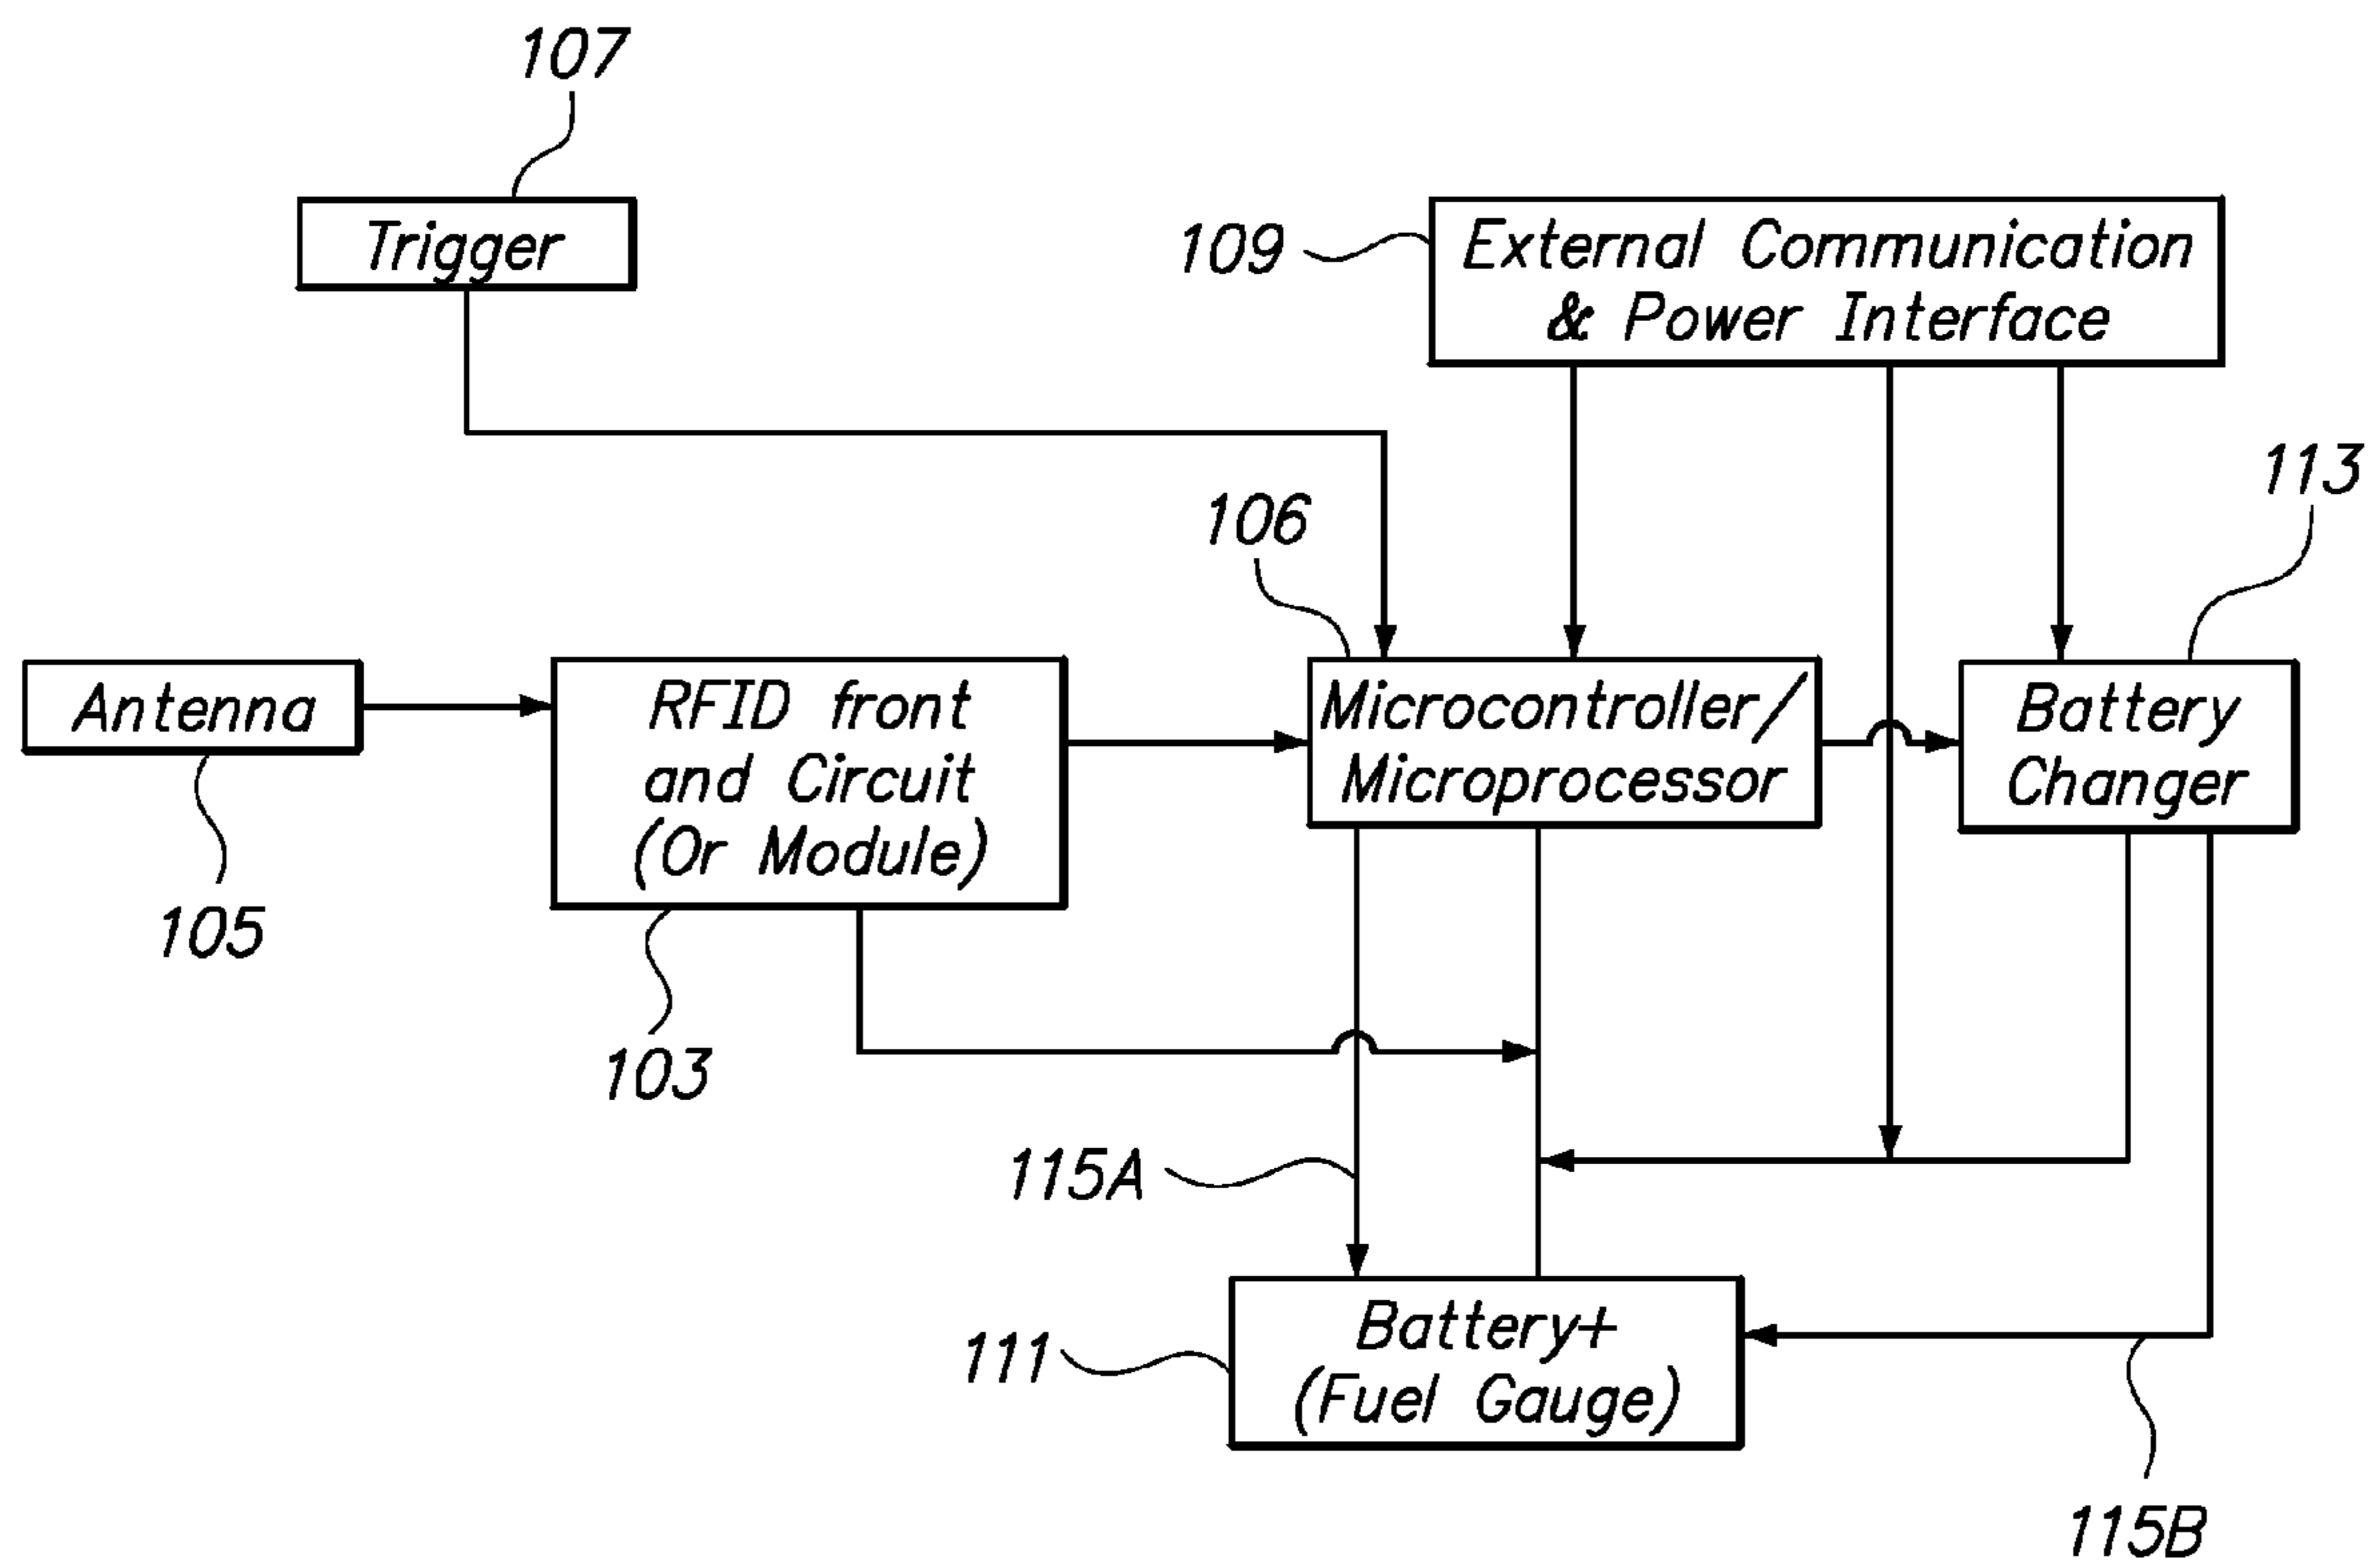 107
Trigger
109
External Communication
& Power Interface
113
106
Antenna
RFID front
and Circuit
(Or Module)
Microcontroller/
Microprocessor
Battery
Changer
105
103
115A
111
Battery+
(Fuel Gauge)
115B